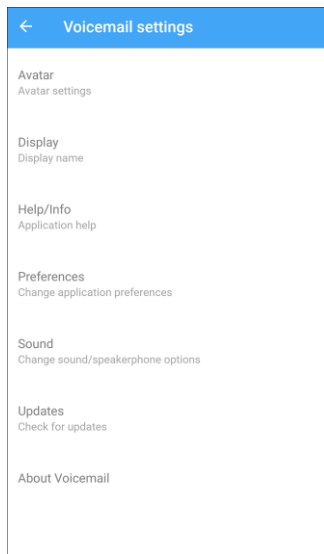 Voicemail settings
Avatar
Avatar settings
Display
Display name
Help/Info
Application help
Preferences
Change application preferences
Sound
Change sound/speakerphone options
Updates
Check for updates
About Voicemail